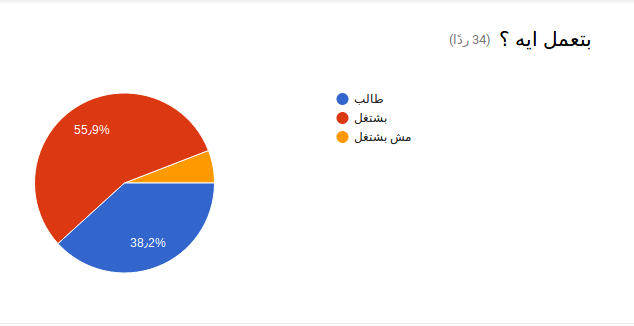 بتعمل ايه ؟ (34 ردًا)
طالب
بشتغل
مش بشتغل
55٫9%
38٫2%